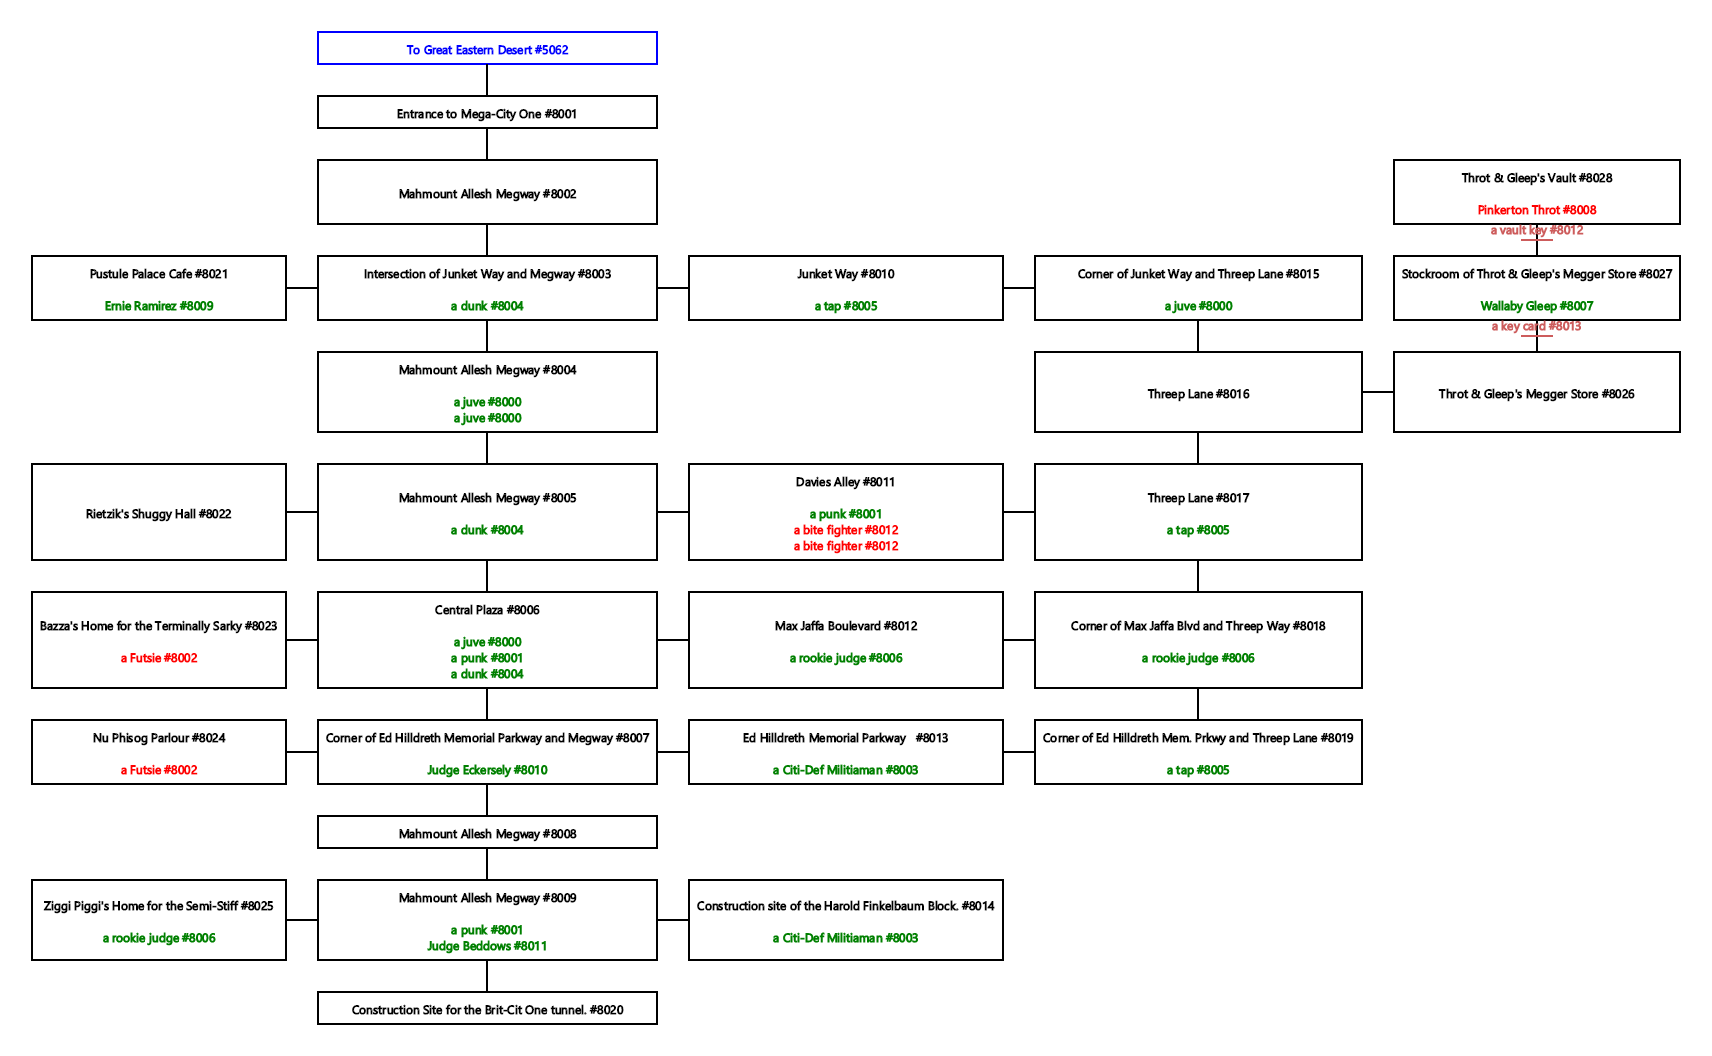 To Great Eastern Desert #5062
Entrance to Mega-City One #8001
Mahmount Allesh Megway #8002
Throt & Gleep's Vault #8028
Pinkerton Throt #8008
a vault key #8012
Pustule Palace Cafe #8021
Ernie Ramirez #8009
Intersection of Junket Way and Megway #8003
a dunk #8004
Junket Way #8010
a tap #8005
Corner of Junket Way and Threep Lane #8015
a juve #8000
Stockroom of Throt & Gleep's Megger Store #8027
Wallaby Gleep #8007
a key card #8013
Mahmount Allesh Megway #8004
a juve #8000
a juve #8000
Threep Lane #8016
Throt & Gleep's Megger Store #8026
Rietzik's Shuggy Hall #8022
Mahmount Allesh Megway #8005
a dunk #8004
Davies Alley #8011
a punk #8001
a bite fighter #8012
a bite fighter #8012
Threep Lane #8017
a tap #8005
Bazza's Home for the Terminally Sarky #8023
a Futsie #8002
Central Plaza #8006
a juve #8000
a punk #8001
a dunk #8004
Max Jaffa Boulevard #8012
a rookie judge #8006
Corner of Max Jaffa Blvd and Threep Way #8018
a rookie judge #8006
Nu Phisog Parlour #8024
a Futsie #8002
Corner of Ed Hilldreth Memorial Parkway and Megway #8007
Judge Eckersely #8010
Ed Hilldreth Memorial Parkway   #8013
a Citi-Def Militiaman #8003
Corner of Ed Hilldreth Mem. Prkwy and Threep Lane #8019
a tap #8005
Mahmount Allesh Megway #8008
Ziggi Piggi's Home for the Semi-Stiff #8025
a rookie judge #8006
Mahmount Allesh Megway #8009
a punk #8001
Judge Beddows #8011
Construction site of the Harold Finkelbaum Block. #8014
a Citi-Def Militiaman #8003
Construction Site for the Brit-Cit One tunnel. #8020